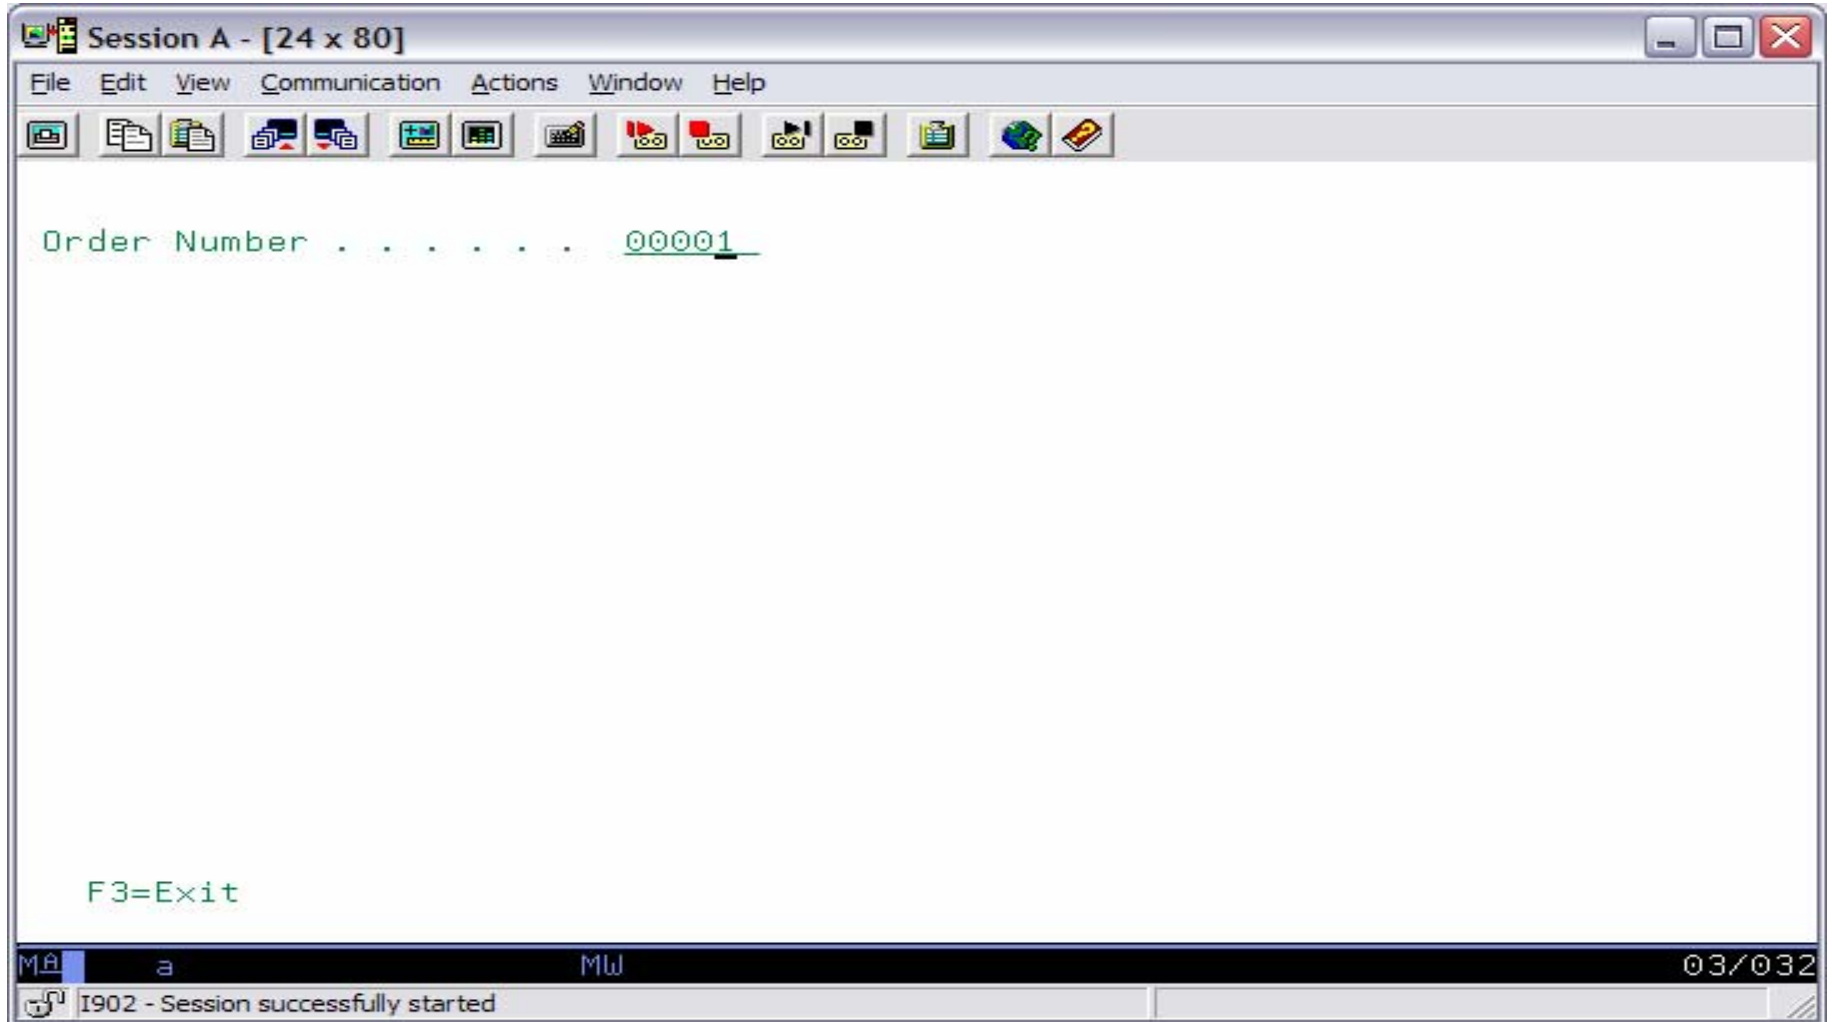 Session A - [24 x 80]
File Edit View Communication Actions Window Help
Order Number . . . . . . 00001
F3=Exit
MA a MW 03/032
I902 - Session successfully started